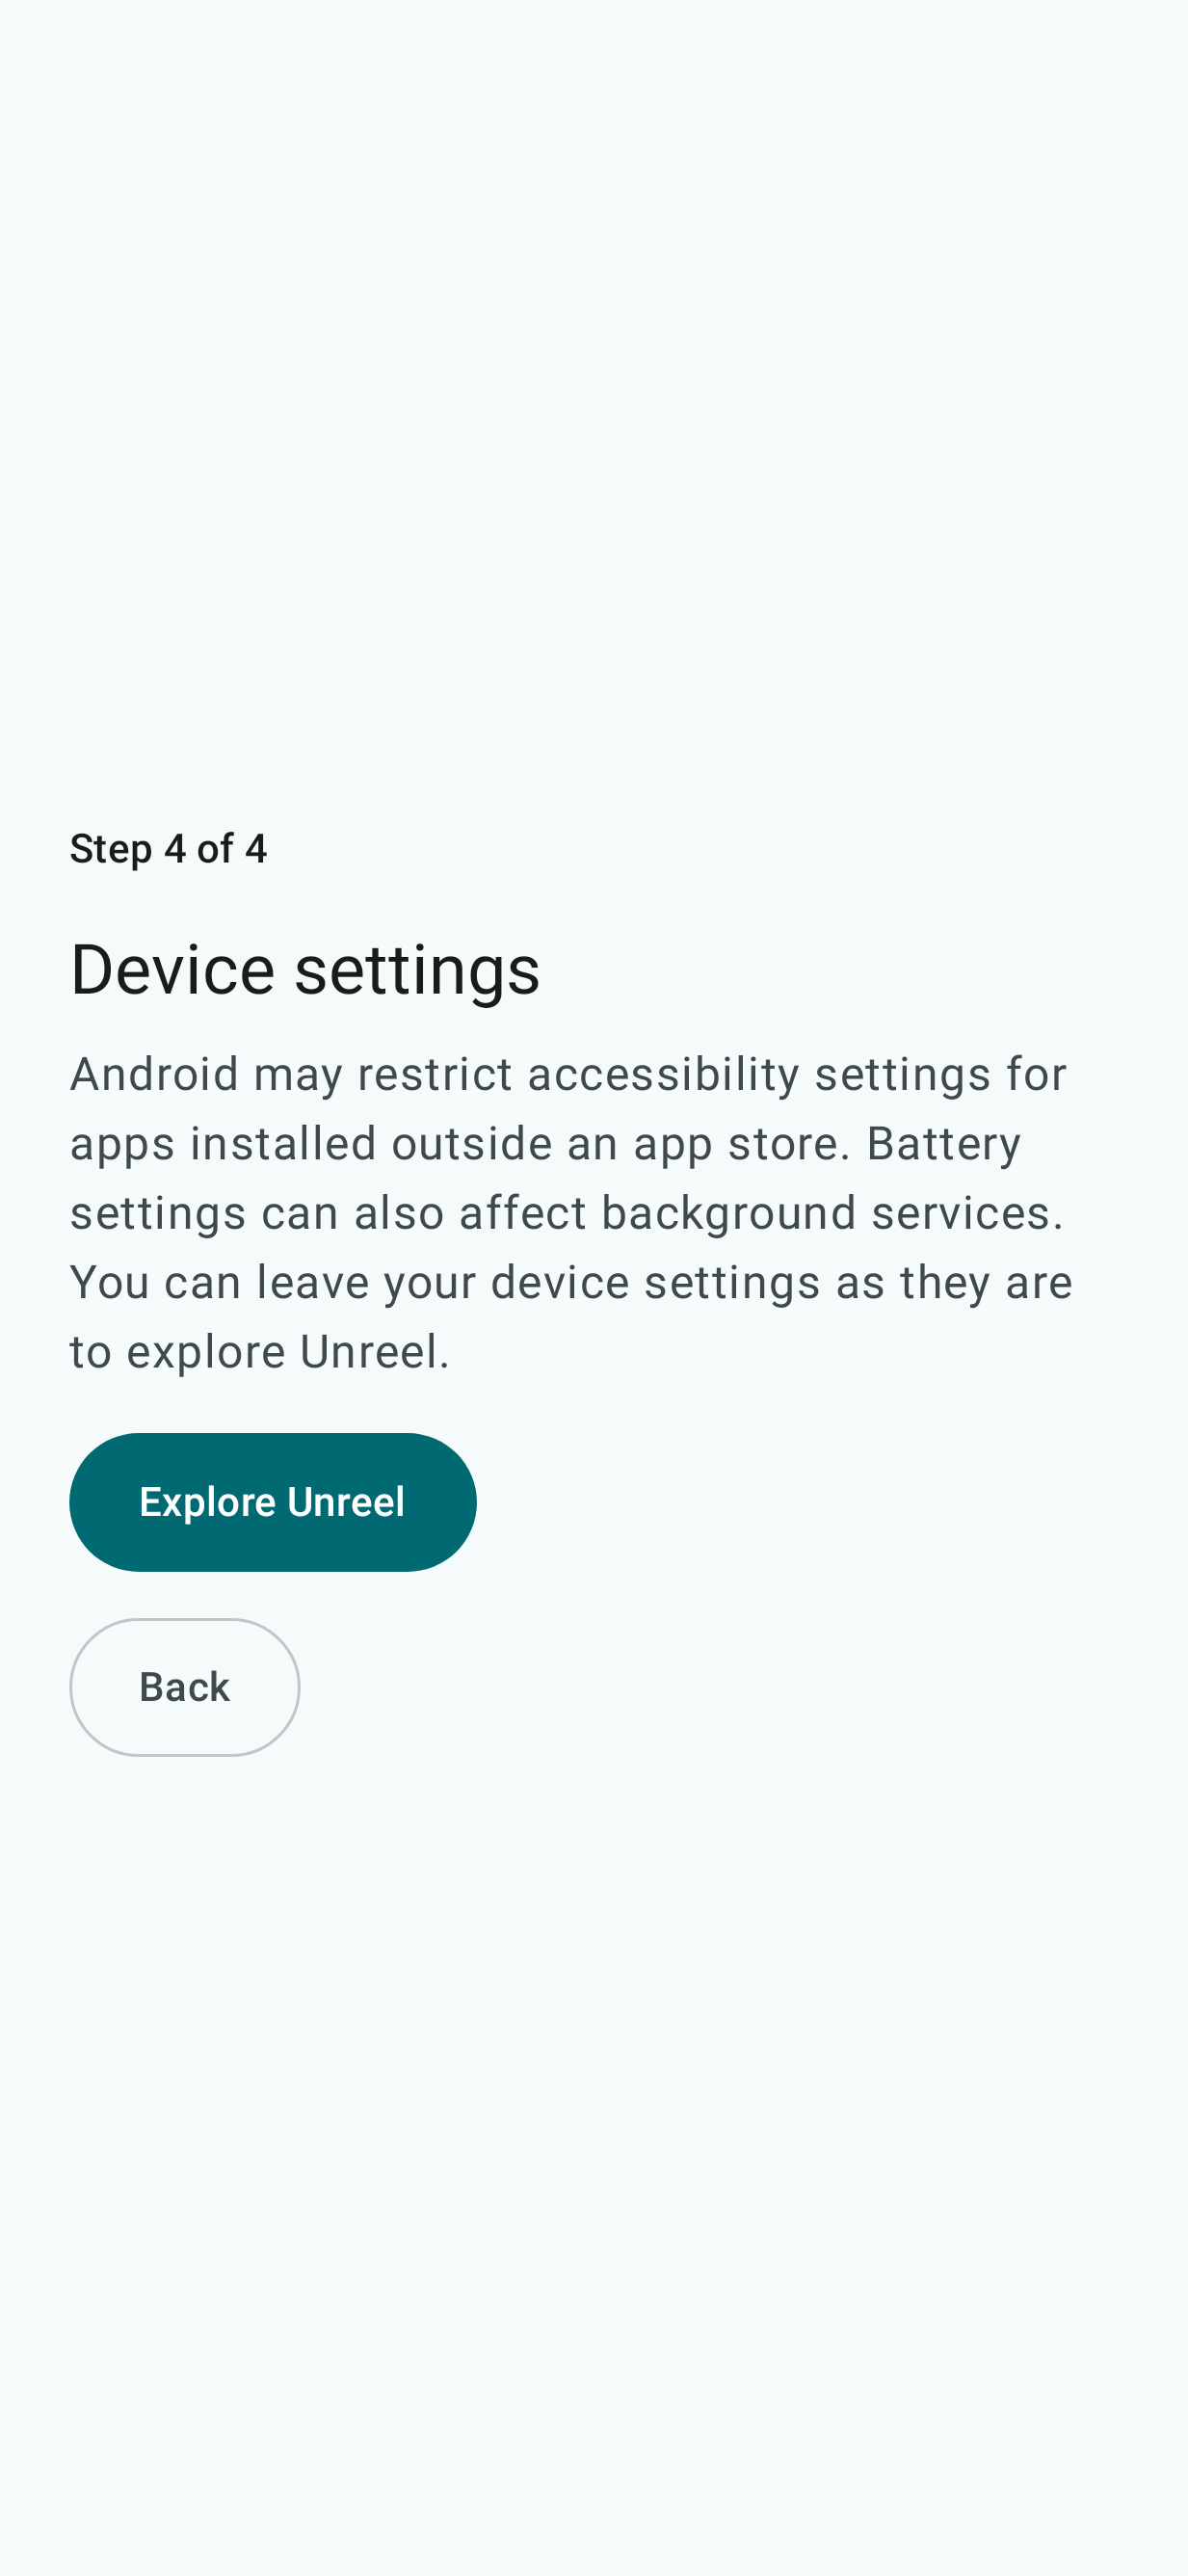 Step 4 of 4
Device settings
Android may restrict accessibility settings for
apps installed outside an app store. Battery
settings can also affect background services.
You can leave your device settings as they are
to explore Unreel.
Explore Unreel
Back